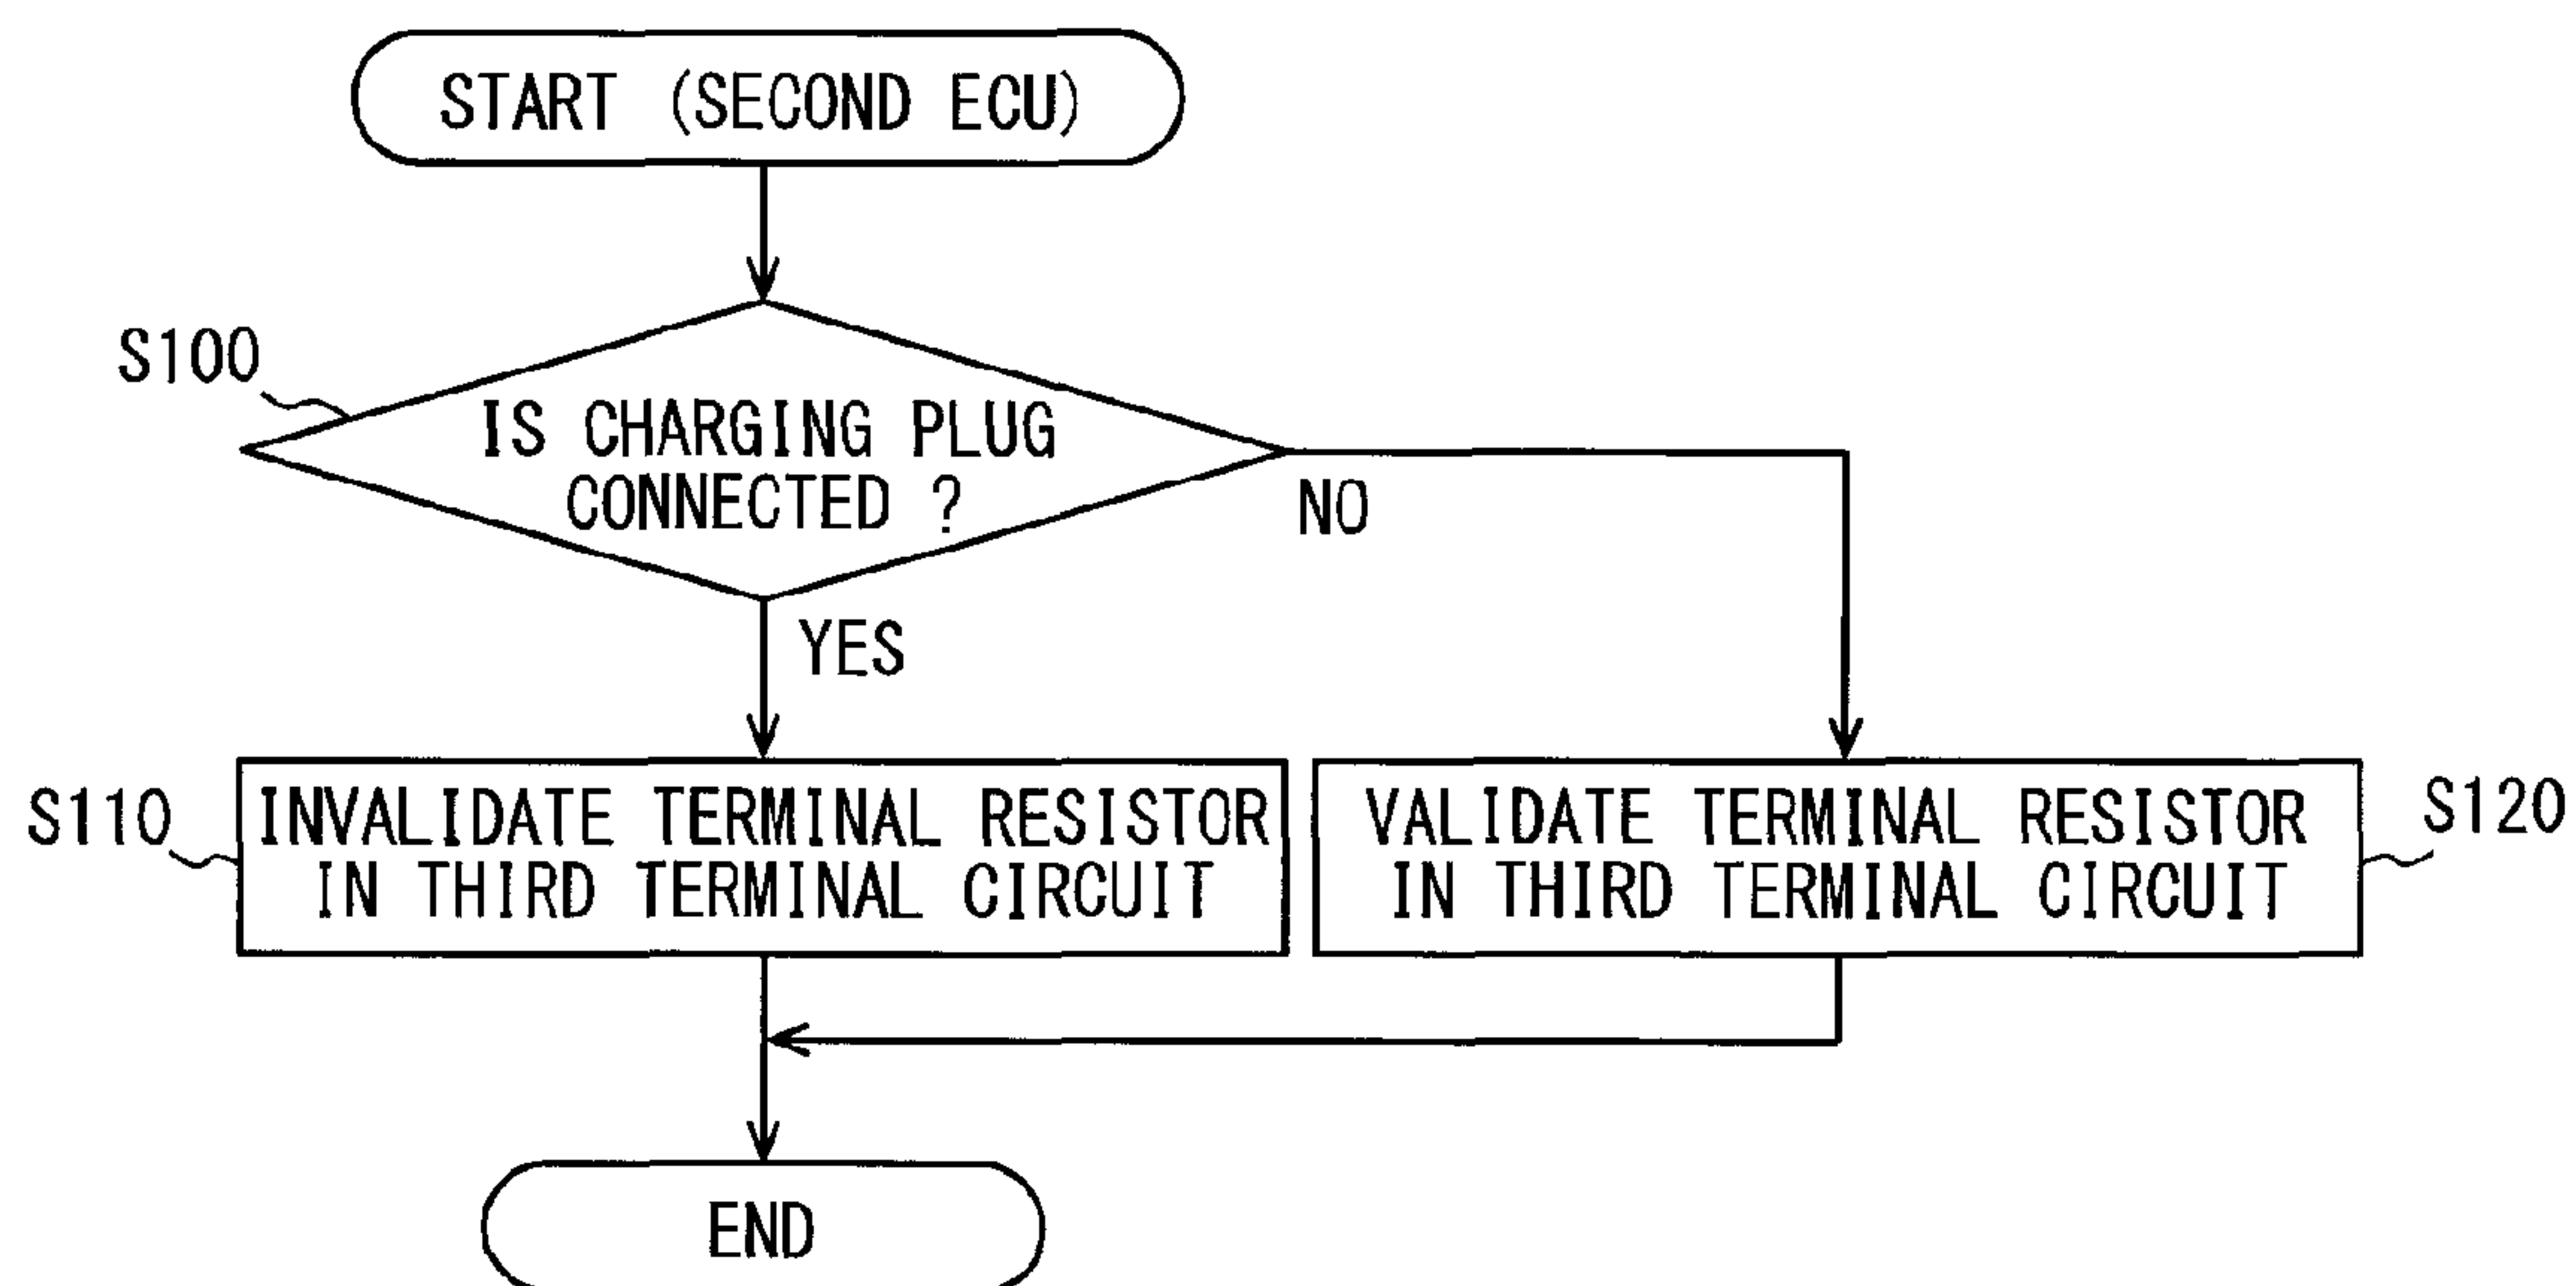 START (SECOND ECU)
S100
IS CHARGING PLUG
CONNECTED ?
NO
YES
S110
INVALIDATE TERMINAL RESISTOR
IN THIRD TERMINAL CIRCUIT
VALIDATE TERMINAL RESISTOR
IN THIRD TERMINAL CIRCUIT
S120
END